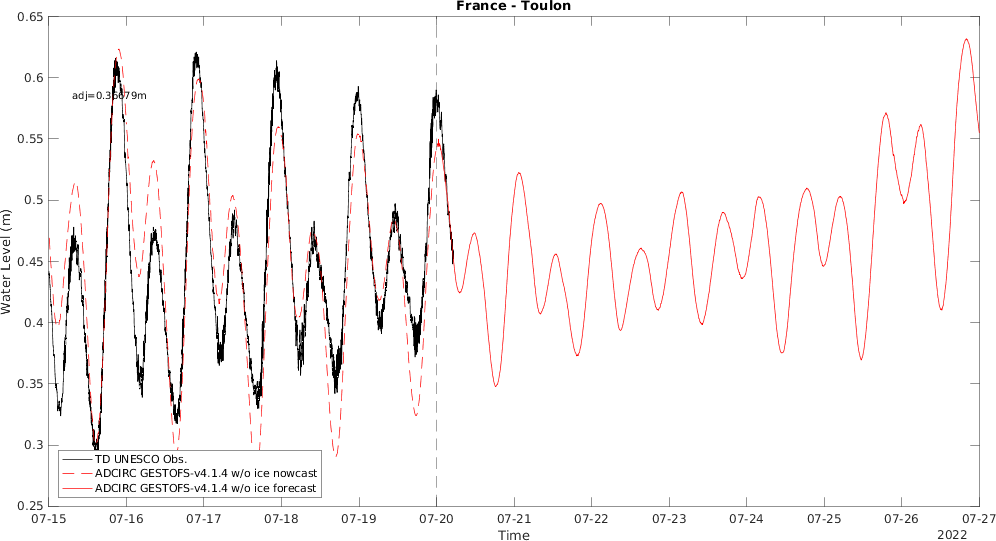 France - Toulon
0.65
0.6
0.55
0.5
0.45
0.4
0.35
0.3
0.25
Water Level (m)
adj=0.35679m
TD UNESCO Obs.
ADCIRC GESTOFS-v4.1.4 w/o ice nowcast
ADCIRC GESTOFS-v4.1.4 w/o ice forecast
07-15 07-16 07-17 07-18 07-19 07-20 07-21 07-22 07-23 07-24 07-25 07-26 07-27
Time
2022